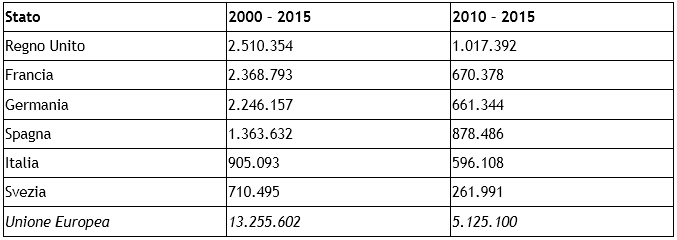 Stato 2000 – 2015 2010 – 2015
Regno Unito 2.510.354 1.017.392
Francia 2.368.793 670.378
Germania 2.246.157 661.344
Spagna 1.363.632 878.486
Italia 905.093 596.108
Svezia 710.495 261.991
Unione Europea 13.255.602 5.125.100